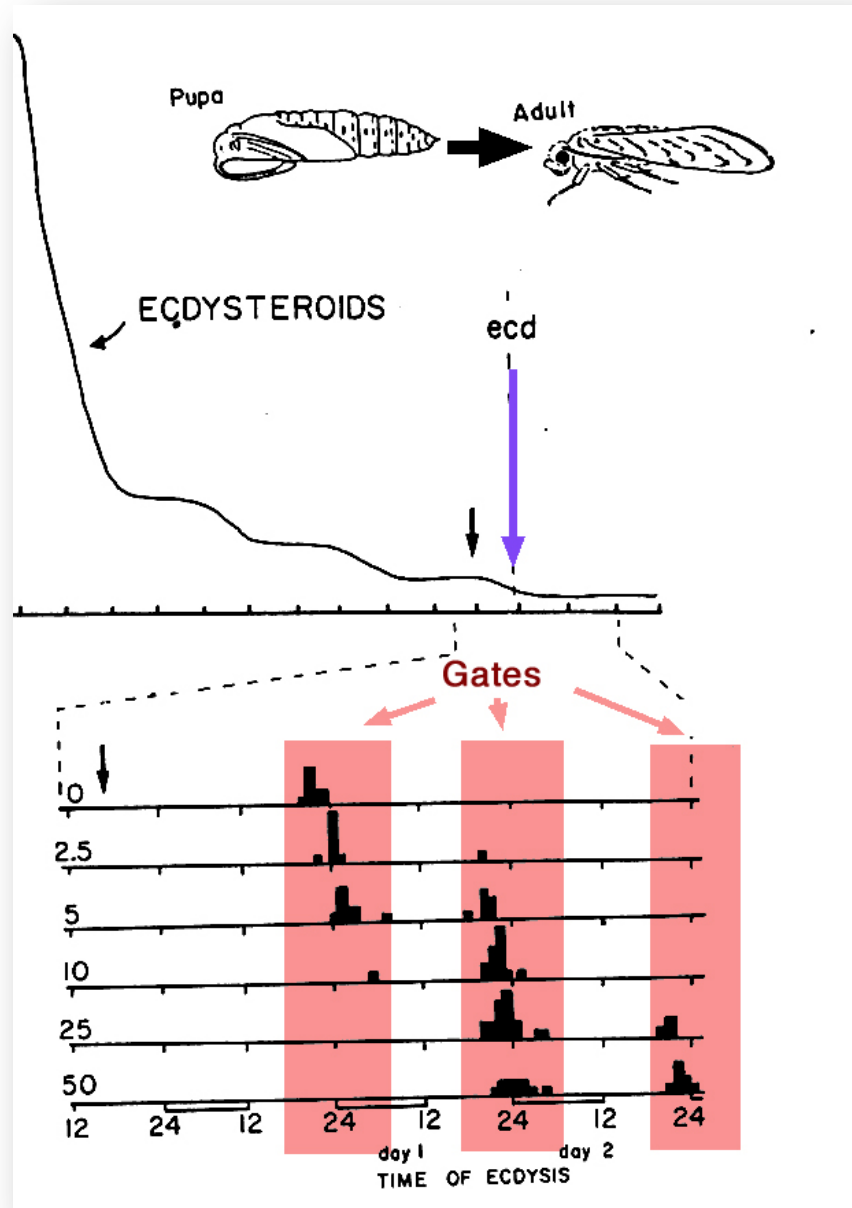 Pupa
Adult
ECDYSTEROIDS
ecd
Gates
0
2.5
5
10
25
50
12 24 12 24 12 24 12 24
day 1 day 2
TIME OF ECDYSIS